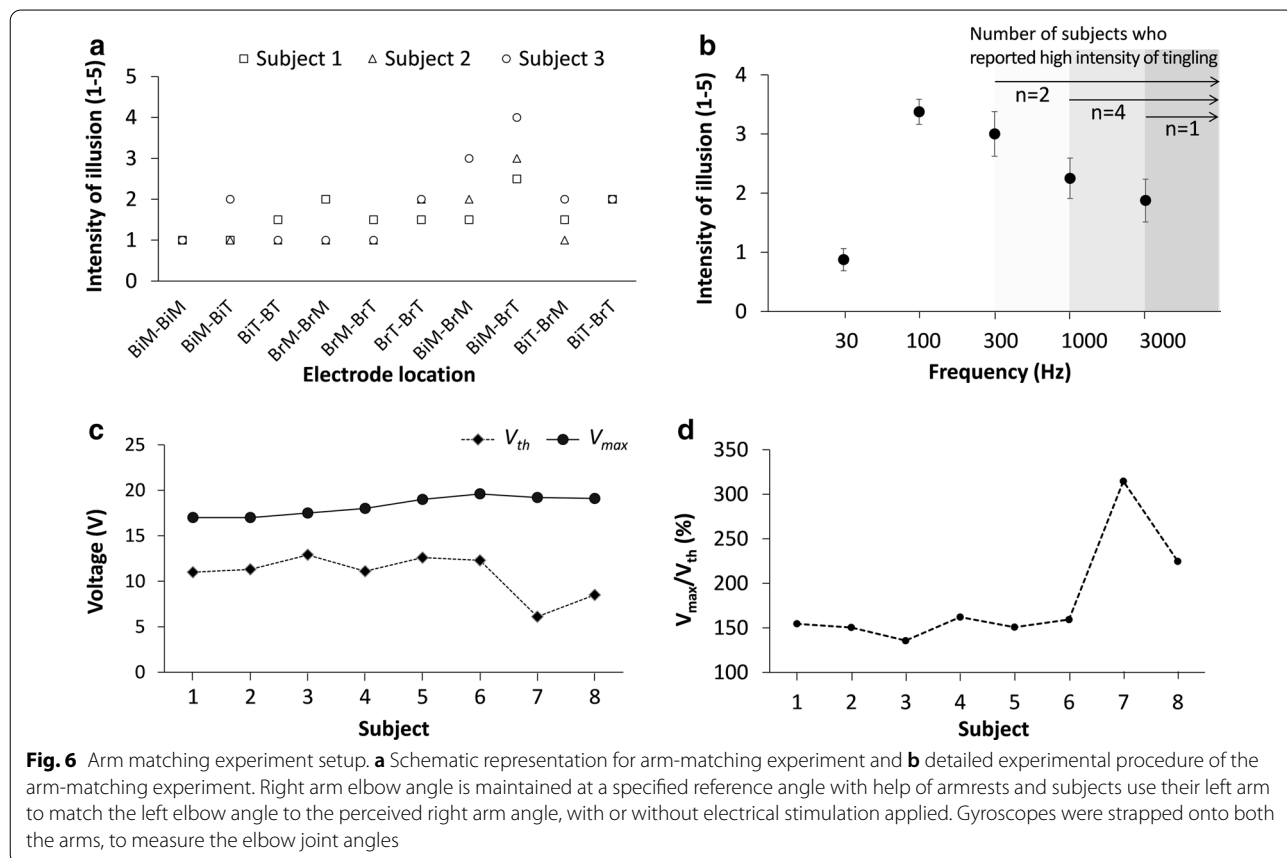 a
□ Subject 1 △ Subject 2 ○ Subject 3
Intensity of illusion (1-5)
5
4
3
2
1
0
BiM-BiM
BiM-BiT
BiT-BT
BrM-BrM
BrM-BrT
BrT-BrT
BiM-BrM
BiM-BrT
BiT-BrM
BiT-BrT
Electrode location
b
Number of subjects who
reported high intensity of tingling
n=2
n=4
n=1
Intensity of illusion (1-5)
4
3
2
1
0
30 100 300 1000 3000
Frequency (Hz)
c
V_th V_max
Voltage (V)
25
20
15
10
5
0
1 2 3 4 5 6 7 8
Subject
d
V_max/V_th (%)
350
300
250
200
150
100
1 2 3 4 5 6 7 8
Subject
Fig. 6 Arm matching experiment setup. a Schematic representation for arm-matching experiment and b detailed experimental procedure of the
arm-matching experiment. Right arm elbow angle is maintained at a specified reference angle with help of armrests and subjects use their left arm
to match the left elbow angle to the perceived right arm angle, with or without electrical stimulation applied. Gyroscopes were strapped onto both
the arms, to measure the elbow joint angles